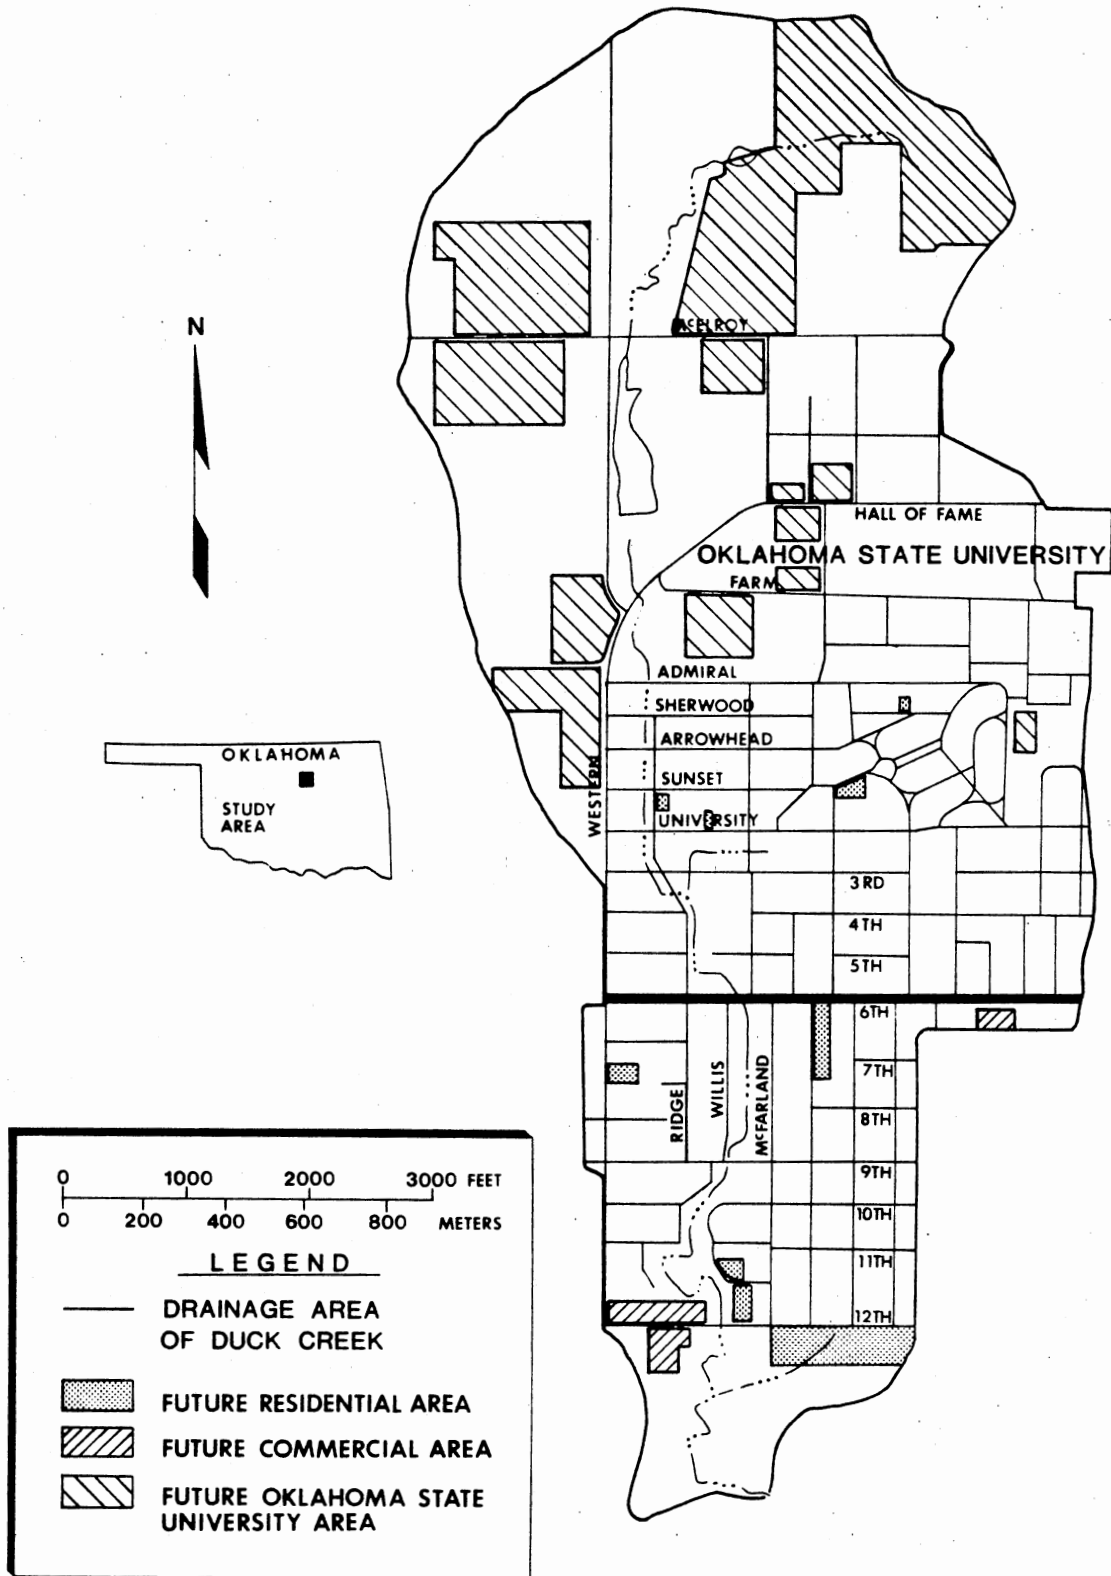 N
McELROY
HALL OF FAME
OKLAHOMA STATE UNIVERSITY
FARM
ADMIRAL
SHERWOOD
ARROWHEAD
SUNSET
UNIVERSITY
WESTERN
OKLAHOMA
STUDY
AREA
3RD
4TH
5TH
6TH
7TH
8TH
9TH
10TH
11TH
12TH
RIDGE
WILLIS
McFARLAND
0 1000 2000 3000 FEET
0 200 400 600 800 METERS
LEGEND
DRAINAGE AREA
OF DUCK CREEK
FUTURE RESIDENTIAL AREA
FUTURE COMMERCIAL AREA
FUTURE OKLAHOMA STATE
UNIVERSITY AREA